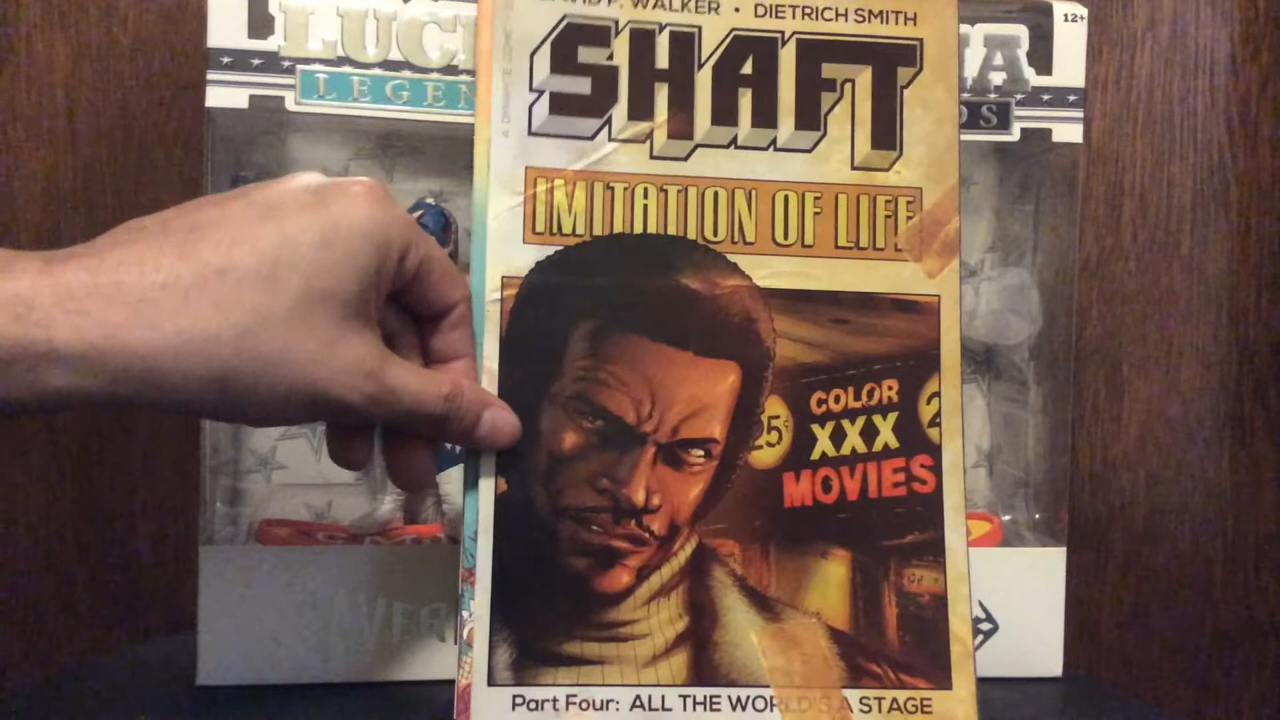 WALKER • DIETRICH SMITH
SHAFT
IMITATION OF LIFE
12+
LEGEN
25¢
COLOR
XXX
MOVIES
2
Part Four: ALL THE WORLD'S A STAGE